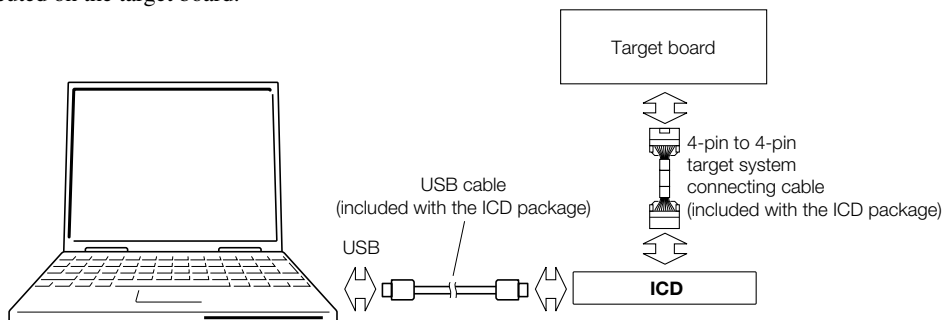 on the target board.
Target board
4-pin to 4-pin
target system
connecting cable
(included with the ICD package)
USB cable
(included with the ICD package)
USB
ICD